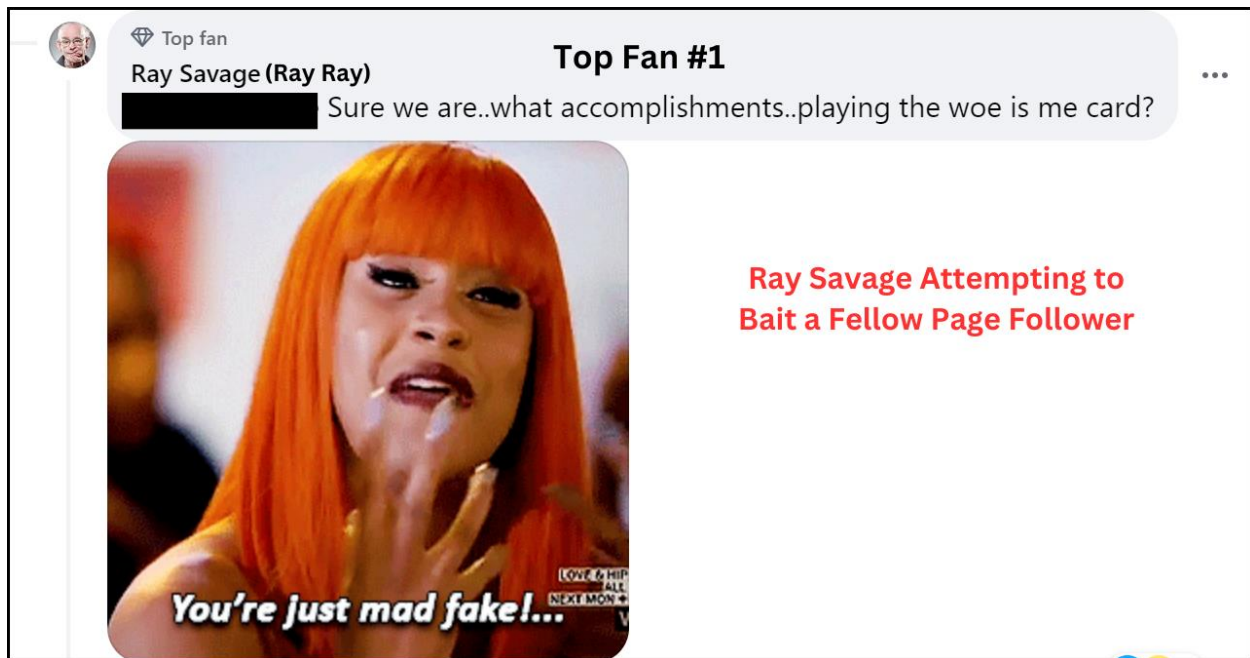 Top fan
Top Fan #1
Ray Savage (Ray Ray)
Sure we are..what accomplishments..playing the woe is me card?
Ray Savage Attempting to
Bait a Fellow Page Follower
LOVE & HIP
ALL
NEXT MON
You're just mad fake!...